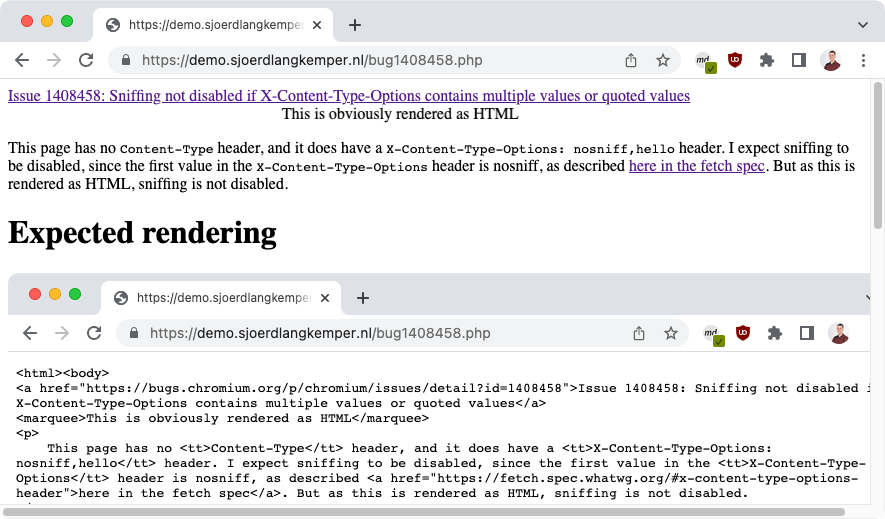 https://demo.sjoerdlangkemper
https://demo.sjoerdlangkemper.nl/bug1408458.php
md
UD
Issue 1408458: Sniffing not disabled if X-Content-Type-Options contains multiple values or quoted values
This is obviously rendered as HTML
This page has no Content-Type header, and it does have a X-Content-Type-Options: nosniff,hello header. I expect sniffing to
be disabled, since the first value in the X-Content-Type-Options header is nosniff, as described here in the fetch spec. But as this is
rendered as HTML, sniffing is not disabled.
Expected rendering
https://demo.sjoerdlangkemper
https://demo.sjoerdlangkemper.nl/bug1408458.php
md
UD
<html><body>
<a href="https://bugs.chromium.org/p/chromium/issues/detail?id=1408458">Issue 1408458: Sniffing not disabled i
X-Content-Type-Options contains multiple values or quoted values</a>
<marquee>This is obviously rendered as HTML</marquee>
<p>
This page has no <tt>Content-Type</tt> header, and it does have a <tt>X-Content-Type-Options:
nosniff,hello</tt> header. I expect sniffing to be disabled, since the first value in the <tt>X-Content-Type-
Options</tt> header is nosniff, as described <a href="https://fetch.spec.whatwg.org/#x-content-type-options-
header">here in the fetch spec</a>. But as this is rendered as HTML, sniffing is not disabled.